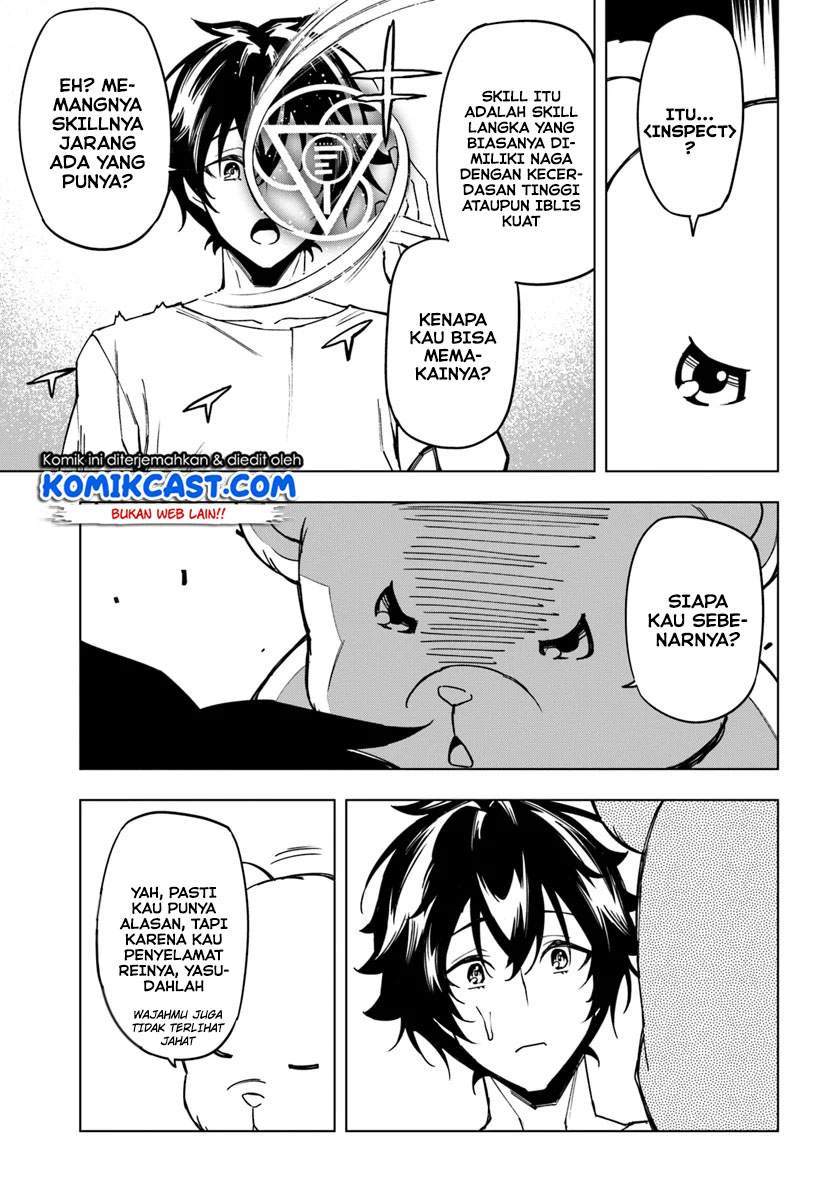 ITU...
<INSPECT>
?
SKILL ITU
ADALAH SKILL
LANGKA YANG
BIASANYA DI-
MILIKI NAGA
DENGAN KECER-
DASAN TINGGI
ATAUPUN IBLIS
KUAT
KENAPA
KAU BISA
MEMA-
KAINYA?
EH? ME-
MANGNYA
SKILLNYA
JARANG
ADA YANG
PUNYA?
Komik ini diterjemahkan & diedit oleh
KOMIKCAST.COM
BUKAN WEB LAIN!!
SIAPA
KAU SEBE-
NARNYA?
YAH, PASTI
KAU PUNYA
ALASAN, TAPI
KARENA KAU
PENYELAMAT
REINYA, YASU-
DAHLAH
WAJAHMU JUGA
TIDAK TERLIHAT
JAHAT